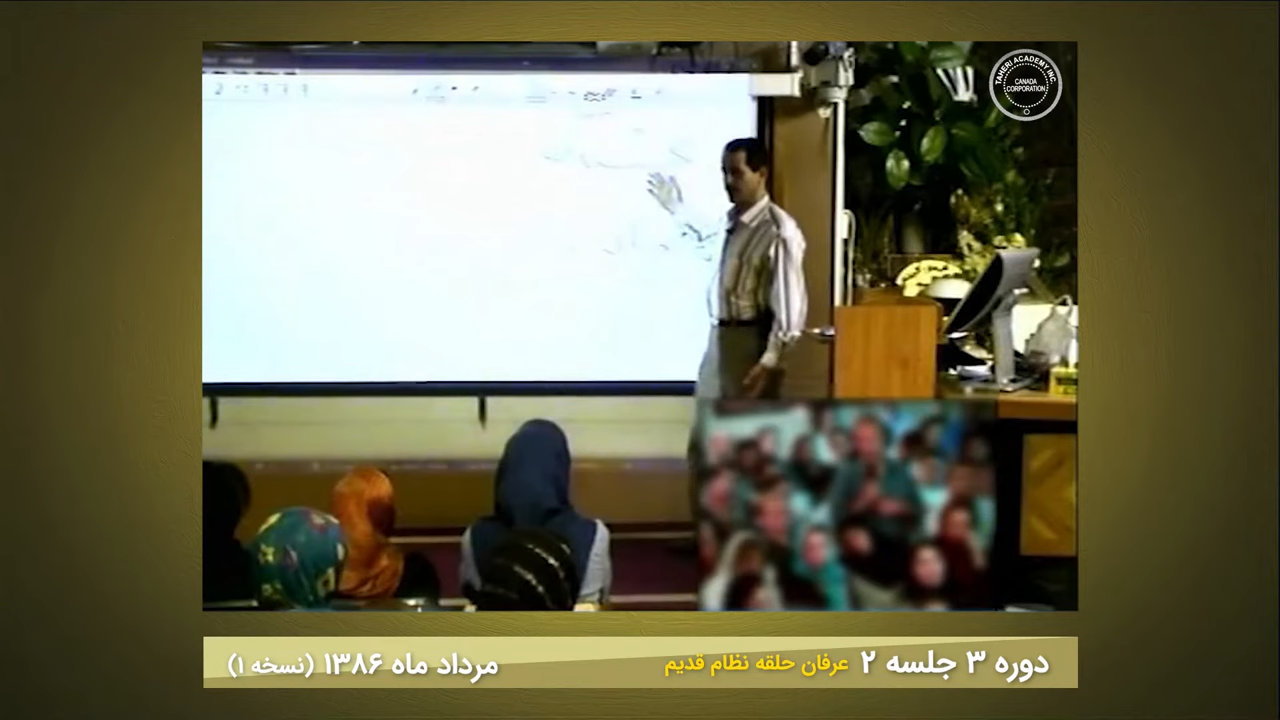 TAHERI ACADEMY INC.
CANADA
CORPORATION
دوره ۳ جلسه ۲ عرفان حلقه نظام قدیم
مرداد ماه ۱۳۸۶ (نسخه ۱)